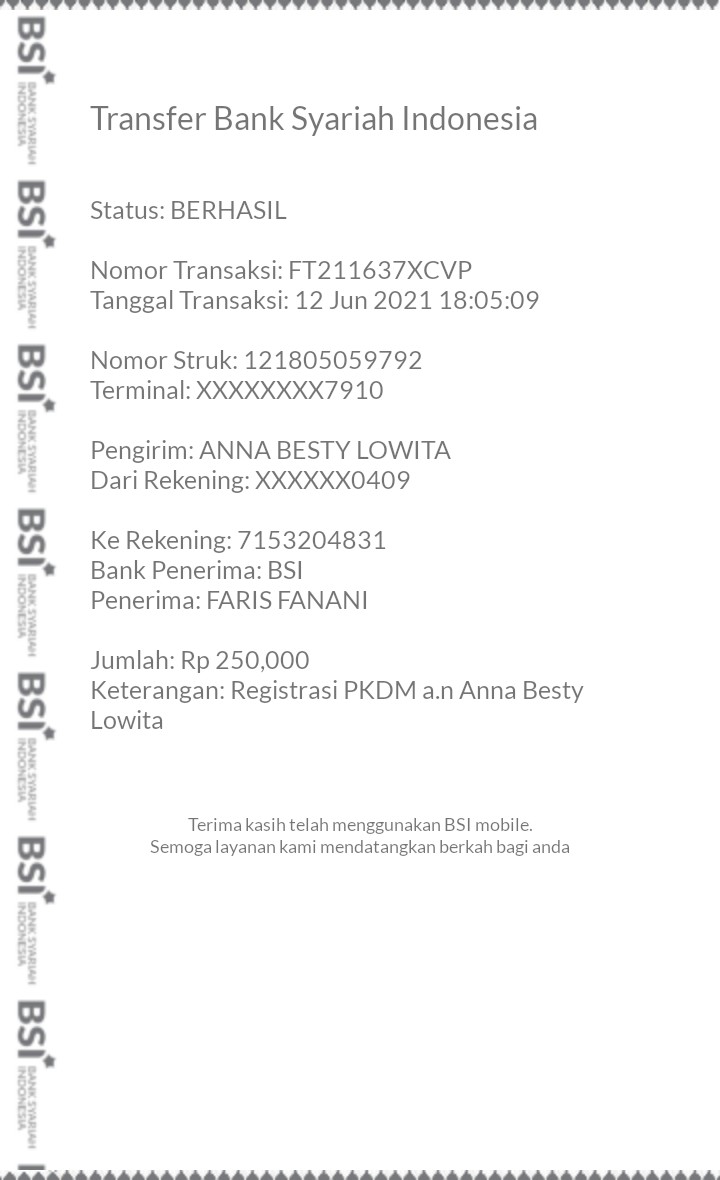 Transfer Bank Syariah Indonesia
Status: BERHASIL
Nomor Transaksi: FT211637XCVP
Tanggal Transaksi: 12 Jun 2021 18:05:09
Nomor Struk: 121805059792
Terminal: XXXXXXXX7910
Pengirim: ANNA BESTY LOWITA
Dari Rekening: XXXXXX0409
Ke Rekening: 7153204831
Bank Penerima: BSI
Penerima: FARIS FANANI
Jumlah: Rp 250,000
Keterangan: Registrasi PKDM a.n Anna Besty
Lowita
Terima kasih telah menggunakan BSI mobile.
Semoga layanan kami mendatangkan berkah bagi anda
BSI
BANK SYARIAH
INDONESIA
BSI
BANK SYARIAH
INDONESIA
BSI
BANK SYARIAH
INDONESIA
BSI
BANK SYARIAH
INDONESIA
BSI
BANK SYARIAH
INDONESIA
BSI
BANK SYARIAH
INDONESIA
BSI
BANK SYARIAH
INDONESIA